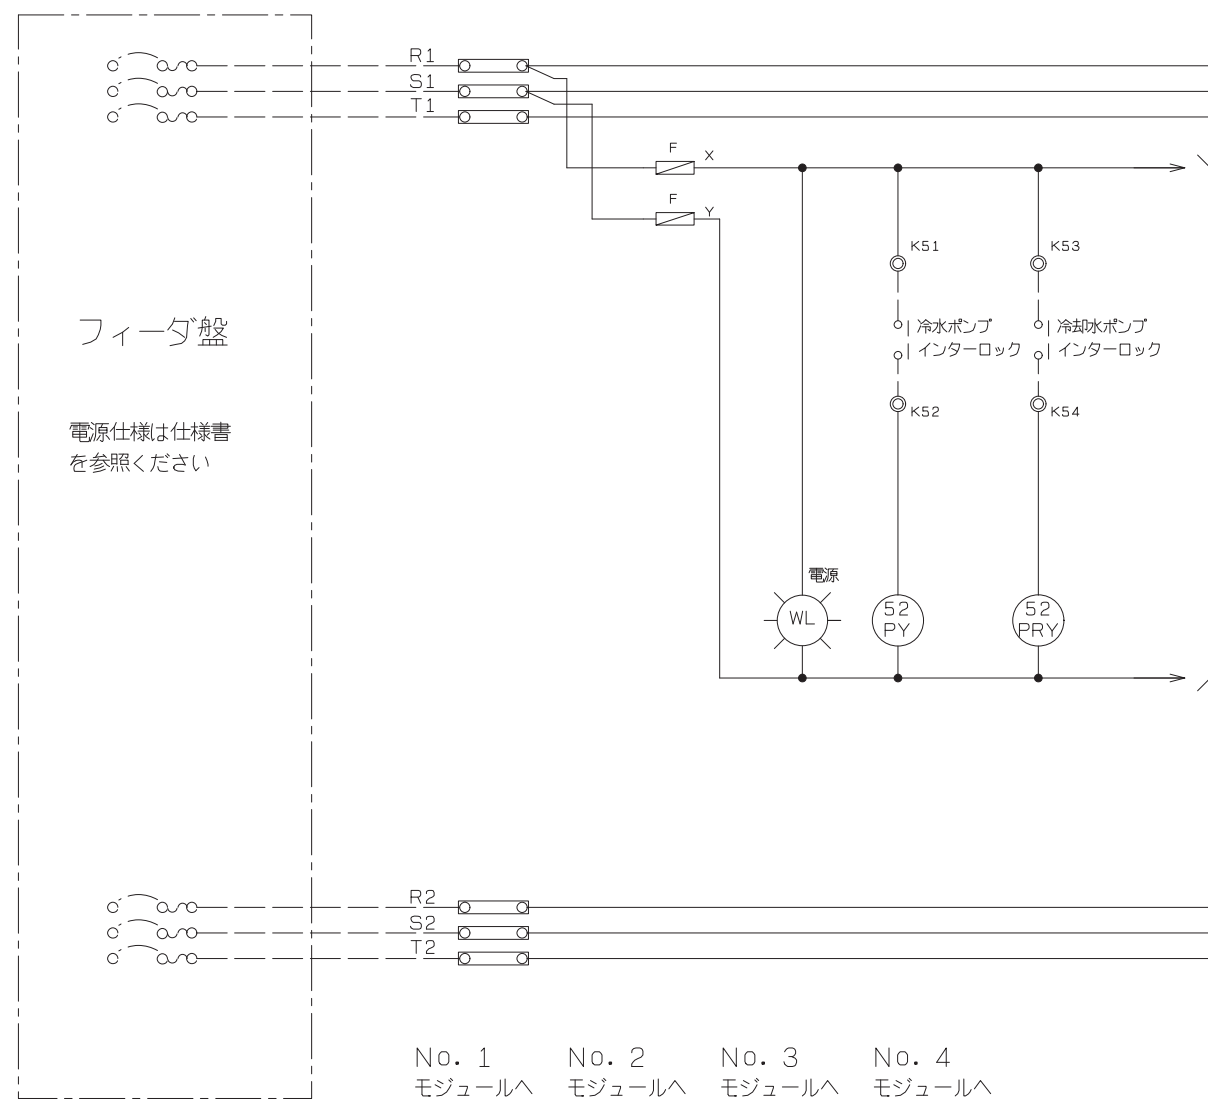 R1
S1
T1
F
X
F
Y
K51
K53
フィーダ盤
冷水ポンプ
インターロック
冷却水ポンプ
インターロック
K52
K54
電源仕様は仕様書
を参照ください
電源
WL
52
PY
52
PRY
R2
S2
T2
No. 1
モジュールへ
No. 2
モジュールへ
No. 3
モジュールへ
No. 4
モジュールへ